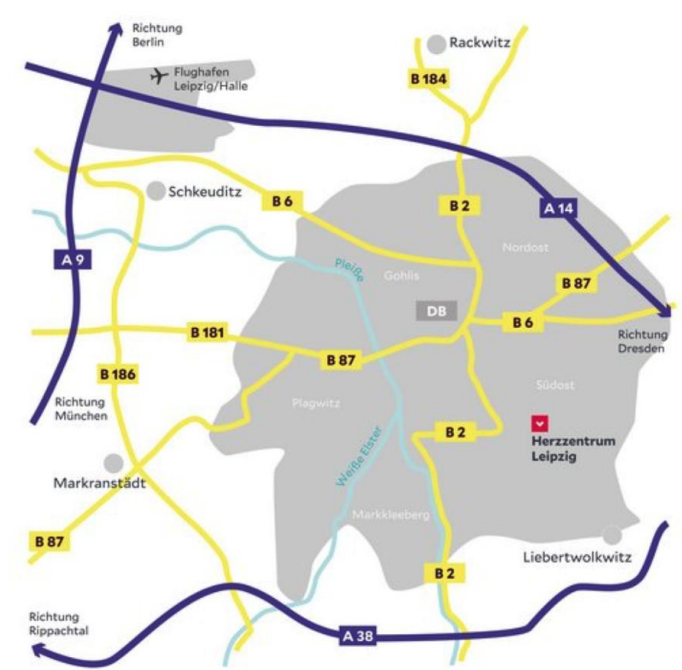 Richtung
Berlin
Flughafen
Leipzig/Halle
Rackwitz
B 184
Schkeuditz
B 6
B 2
A 14
Nordost
A 9
Pleiße
Gohlis
B 87
DB
B 6
Richtung
Dresden
B 181
B 87
B 186
Südost
Richtung
München
Plagwitz
B 2
Herzzentrum
Leipzig
Weiße Elster
Markranstädt
Markkleeberg
B 87
Liebertwolkwitz
B 2
Richtung
Rippachtal
A 38